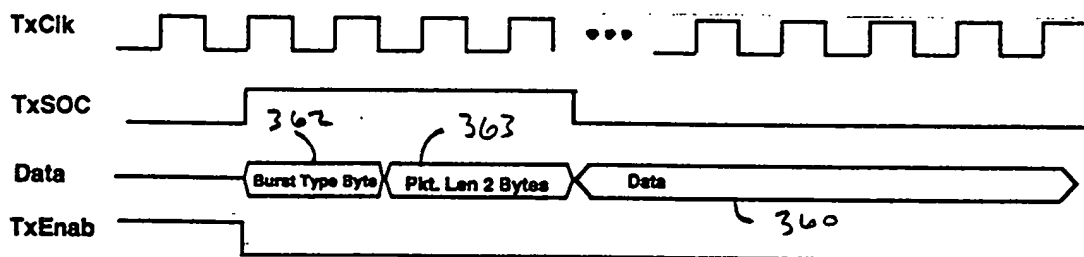 TxClk
TxSOC
362
363
Data
Burst Type Byte
Pkt. Len 2 Bytes
Data
TxEnab
360